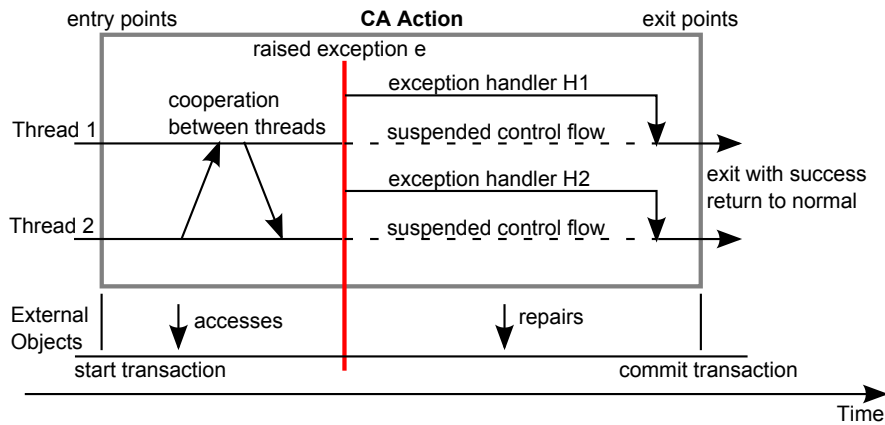 entry points
CA Action
exit points
raised exception e
exception handler H1
cooperation
between threads
Thread 1
suspended control flow
exit with success
return to normal
exception handler H2
Thread 2
suspended control flow
External
Objects
accesses
repairs
start transaction
commit transaction
Time